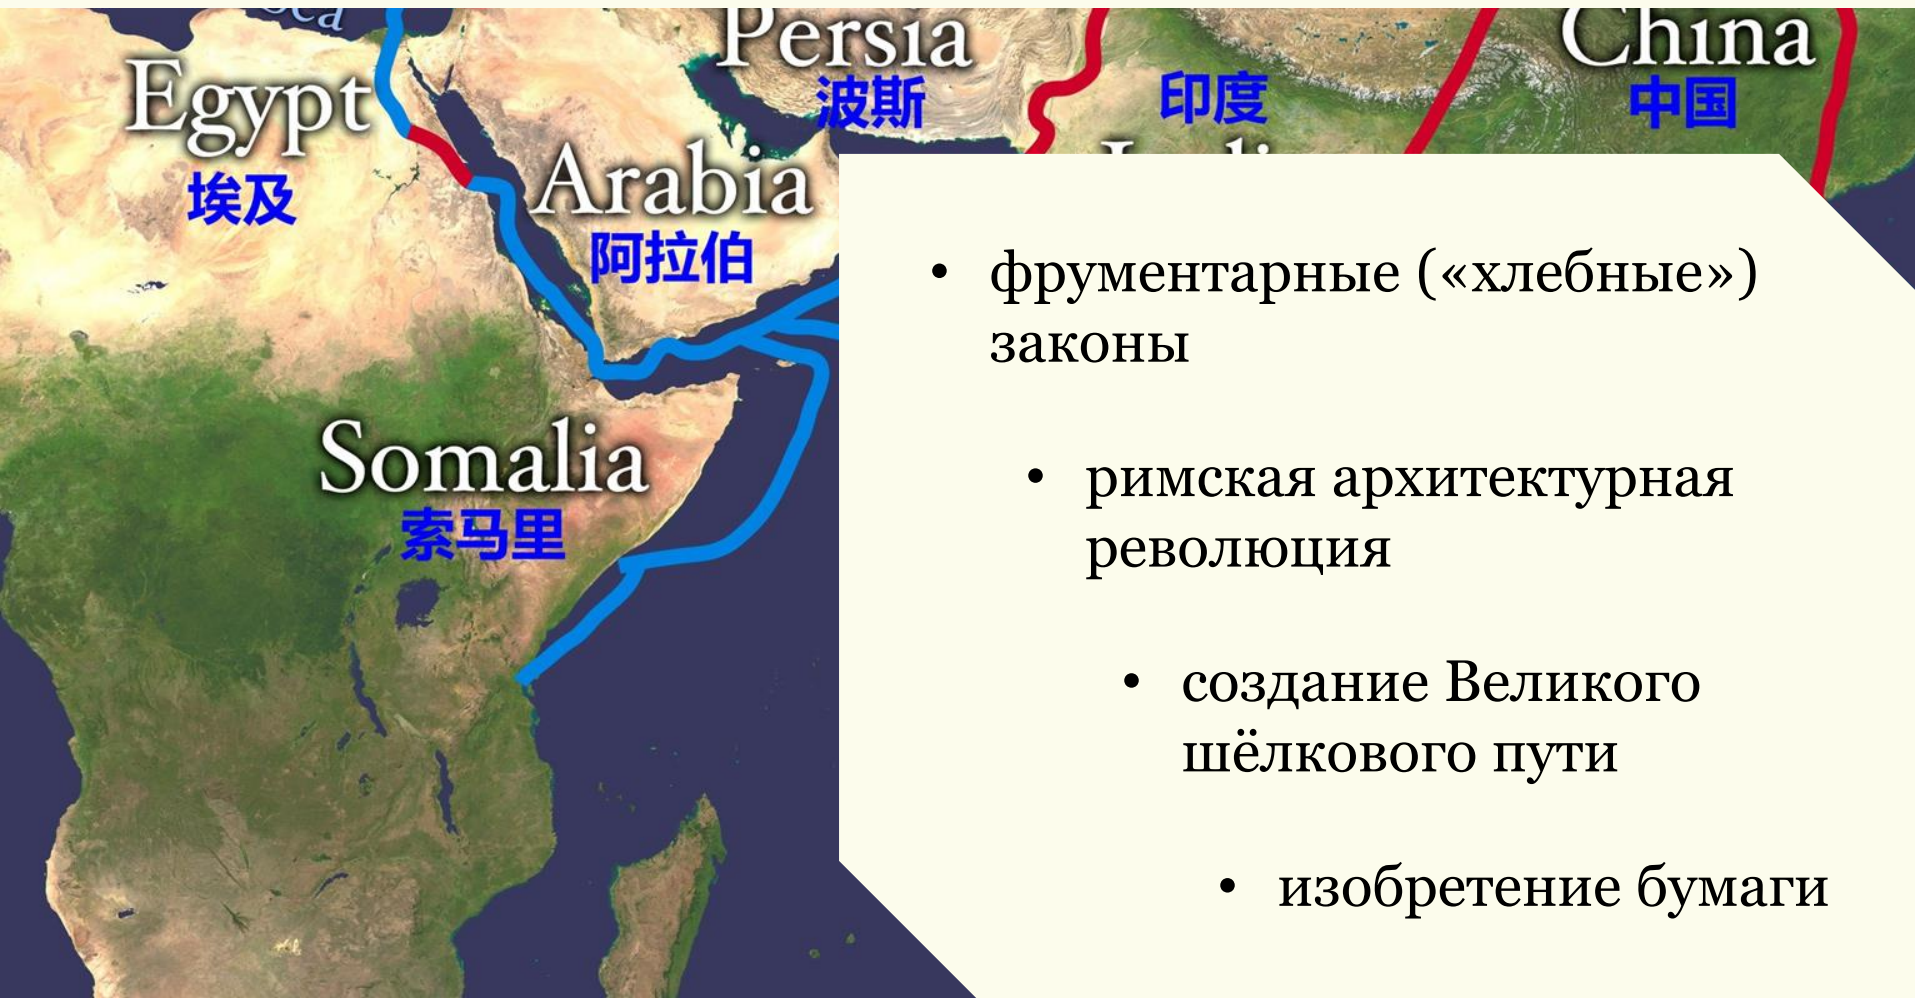 Persia
China
Egypt
波斯
印度
中国
Arabia
埃及
阿拉伯
• фрументарные («хлебные»)
законы
Somalia
索马里
• римская архитектурная
революция
• создание Великого
шёлкового пути
• изобретение бумаги